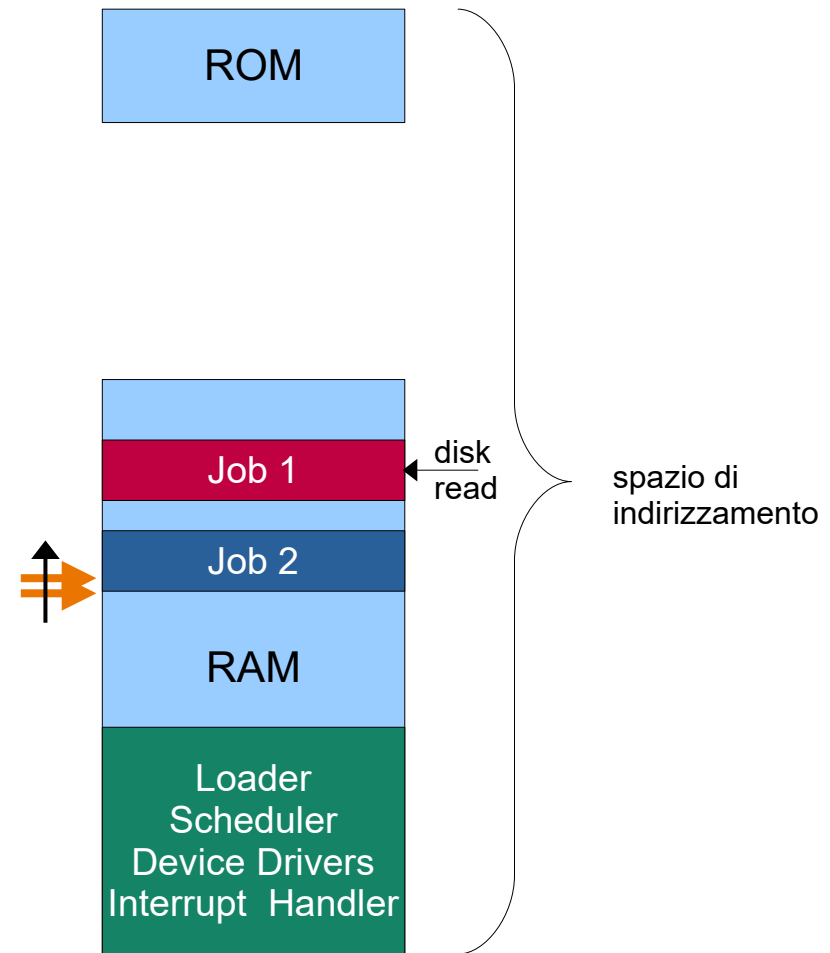 ROM
Job 1
disk
read
spazio di
indirizzamento
Job 2
RAM
Loader
Scheduler
Device Drivers
Interrupt Handler